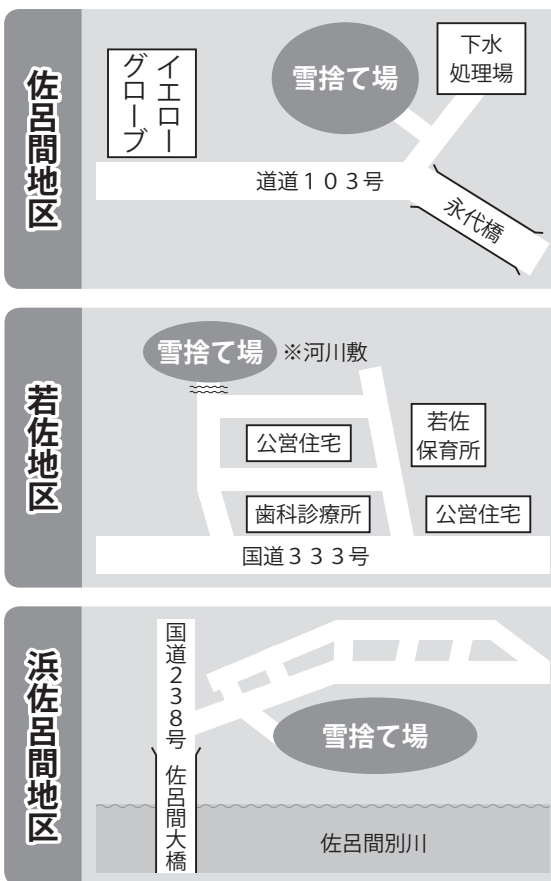 佐呂間地区
イエロー
グローブ
雪捨て場
下水
処理場
道道１０３号
永代橋
若佐地区
雪捨て場 ※河川敷
公営住宅
若佐
保育所
歯科診療所
公営住宅
国道３３３号
浜佐呂間地区
国道２３８号
佐呂間大橋
雪捨て場
佐呂間別川